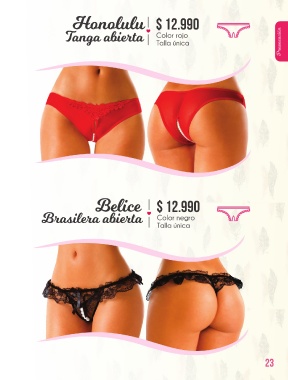 Honolulu
Tanga abierta
$ 12.990
Color rojo
Talla única
Belice
Brasilera abierta
$ 12.990
Color negro
Talla única
23